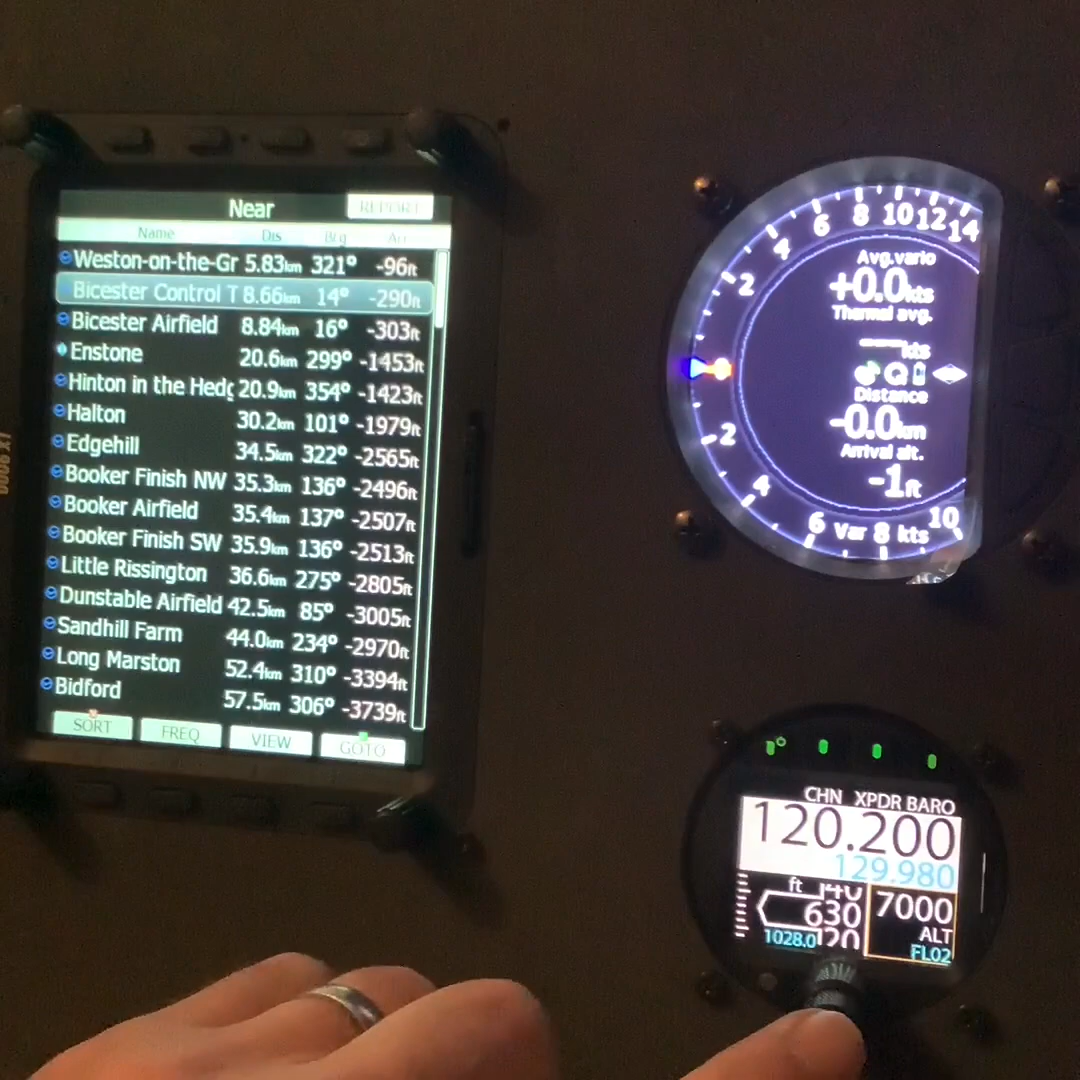 Near REPORT
Name Dis Brg Arr
Weston-on-the-Gr 5.83km 321° -96ft
Bicester Control T 8.66km 14° -290ft
Bicester Airfield 8.84km 16° -303ft
Enstone 20.6km 299° -1453ft
Hinton in the Hedg 20.9km 354° -1423ft
Halton 30.2km 101° -1979ft
Edgehill 34.5km 322° -2565ft
Booker Finish NW 35.3km 136° -2496ft
Booker Airfield 35.4km 137° -2507ft
Booker Finish SW 35.9km 136° -2513ft
Little Rissington 36.6km 275° -2805ft
Dunstable Airfield 42.5km 85° -3005ft
Sandhill Farm 44.0km 234° -2970ft
Long Marston 52.4km 310° -3394ft
Bidford 57.5km 306° -3739ft
SORT FREQ VIEW GOTO
2 4 6 8 10 12 14
Avg.vario
+0.0kts
Thermal avg.
---kts
Q
Distance
-0.0km
Arrival alt.
-1ft
2 4 6 Var 8 kts 10
CHN XPDR BARO
120.200
129.980
ft 140
630
120
1028.0
7000
ALT
FL02